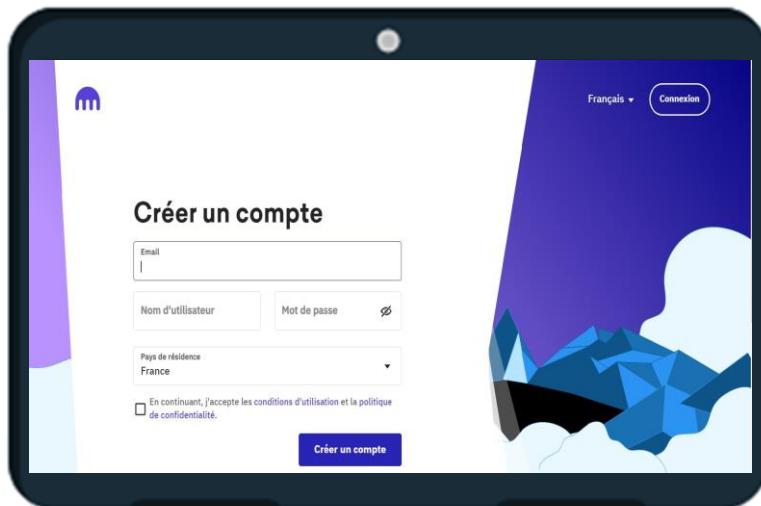 Français
Connexion
Créer un compte
Email
Nom d'utilisateur
Mot de passe
Pays de résidence
France
En continuant, j'accepte les conditions d'utilisation et la politique
de confidentialité.
Créer un compte